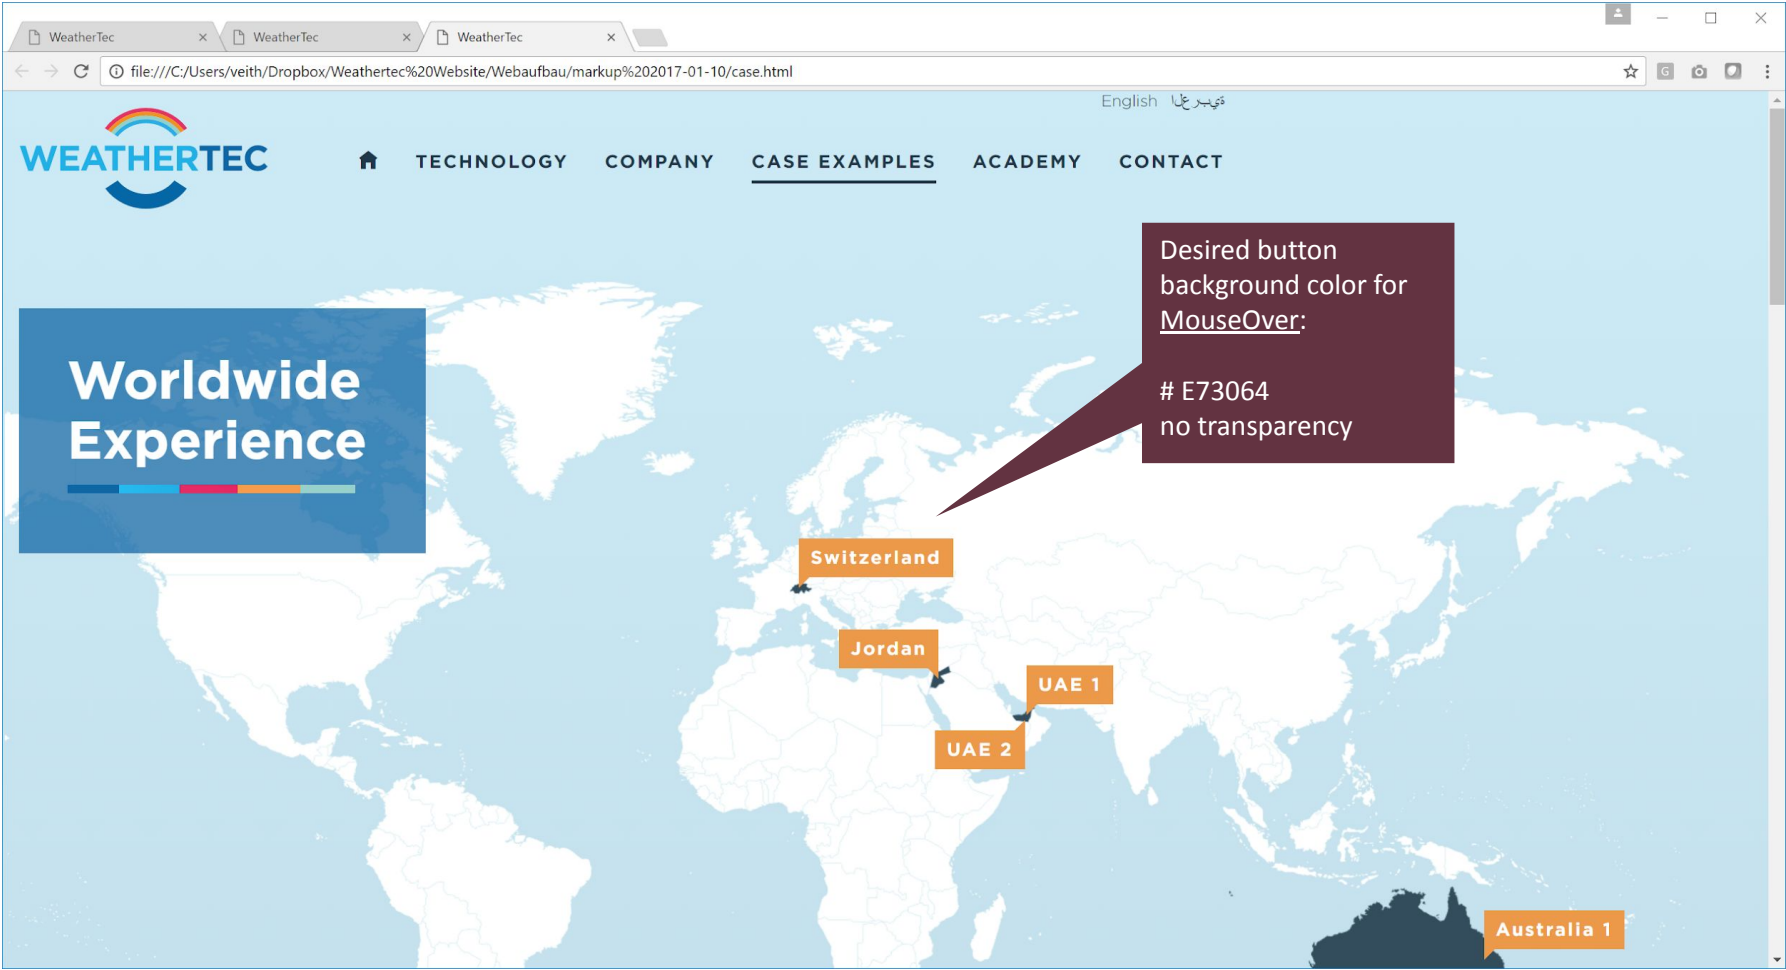 WeatherTec
WeatherTec
WeatherTec
file:///C:/Users/veith/Dropbox/Weathertec%20Website/Webaufbau/markup%202017-01-10/case.html
G
English ةيبرعلا
WEATHERTEC
TECHNOLOGY
COMPANY
CASE EXAMPLES
ACADEMY
CONTACT
Desired button
background color for
MouseOver:
# E73064
no transparency
Worldwide
Experience
Switzerland
Jordan
UAE 1
UAE 2
Australia 1